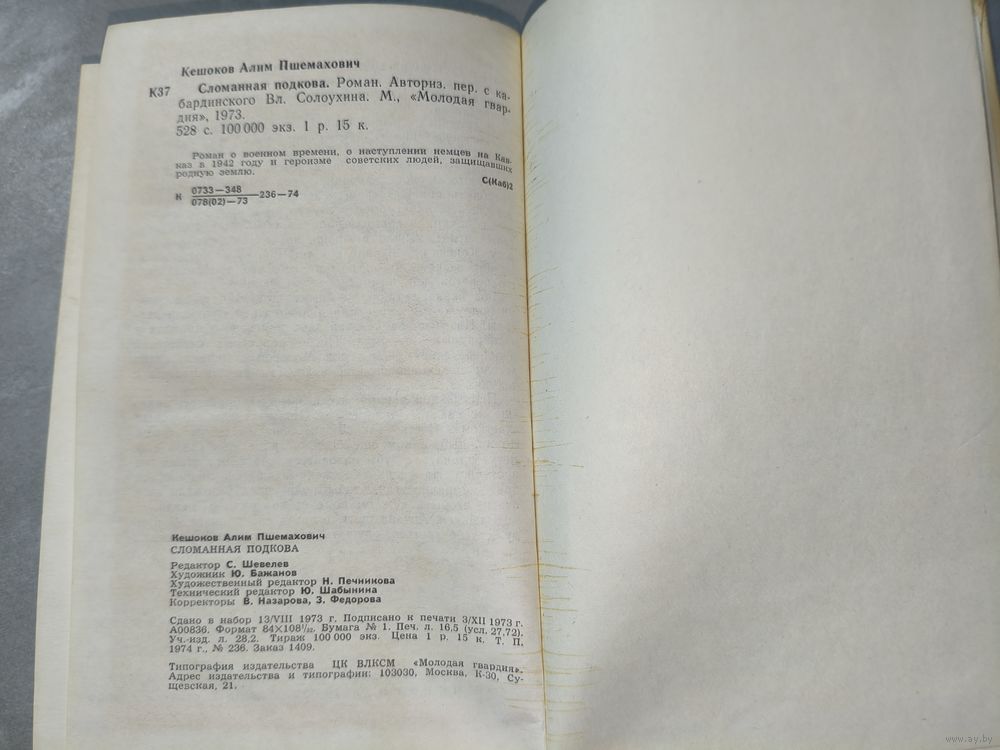 Кешоков Алим Пшемахович
К37 Сломанная подкова. Роман. Авториз. пер. с ка-
бардинского Вл. Солоухина. М., «Молодая гвар-
дия», 1973.
528 с. 100 000 экз. 1 р. 15 к.
Роман о военном времени, о наступлении немцев на Кав-
каз в 1942 году и героизме советских людей, защищавших
родную землю.
С(Каб)2
К 0733—348
078(02)—73 —236—74
Кешоков Алим Пшемахович
СЛОМАННАЯ ПОДКОВА
Редактор С. Шевелев
Художник Ю. Бажанов
Художественный редактор Н. Печникова
Технический редактор Ю. Шабынина
Корректоры В. Назарова, З. Федорова
Сдано в набор 13/VIII 1973 г. Подписано к печати 3/XII 1973 г.
А00836. Формат 84×108¹/₃₂. Бумага № 1. Печ. л. 16,5 (усл. 27,72).
Уч.-изд. л. 28,2. Тираж 100 000 экз. Цена 1 р. 15 к. Т. П.
1974 г., № 236. Заказ 1409.
Типография издательства ЦК ВЛКСМ «Молодая гвардия».
Адрес издательства и типографии: 103030, Москва, К-30, Су-
щевская, 21.
www.ay.by